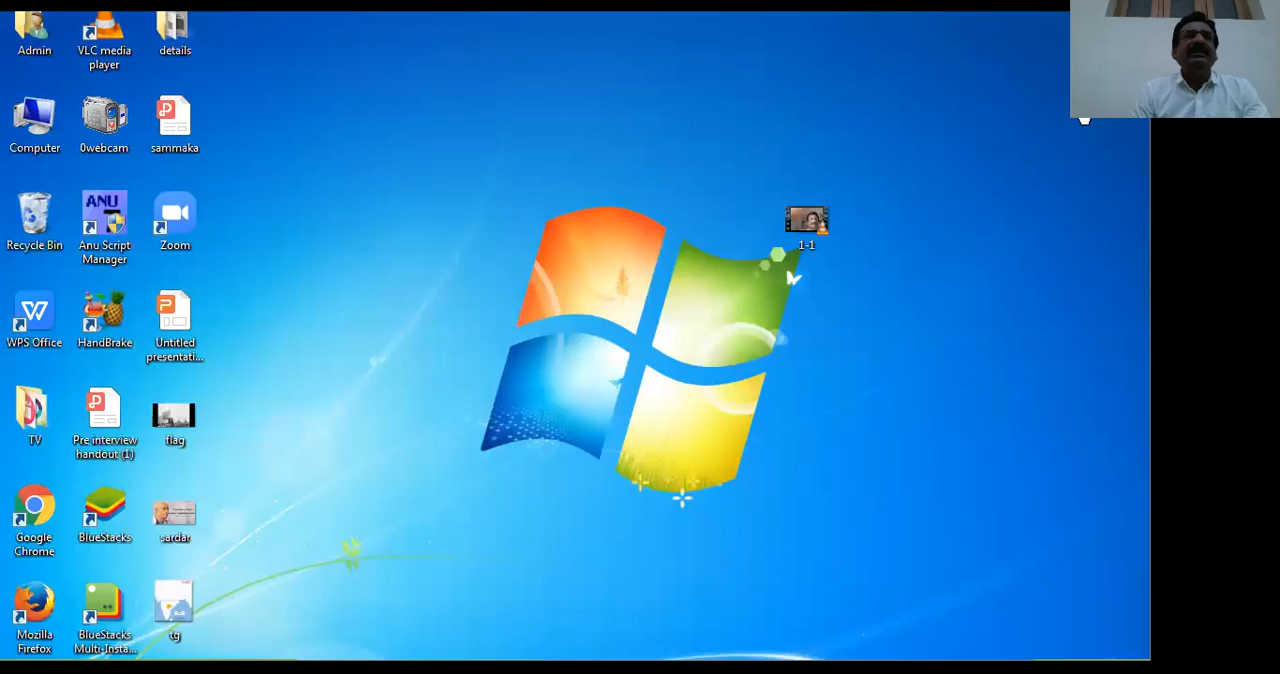 Admin
VLC media
player
details
Computer
0webcam
sammaka
Recycle Bin
ANU
Anu Script
Manager
Zoom
1-1
WPS Office
HandBrake
Untitled
presentati...
TV
Pre interview
handout (1)
flag
Google
Chrome
BlueStacks
sardar
Mozilla
Firefox
BlueStacks
Multi-Insta...
tg